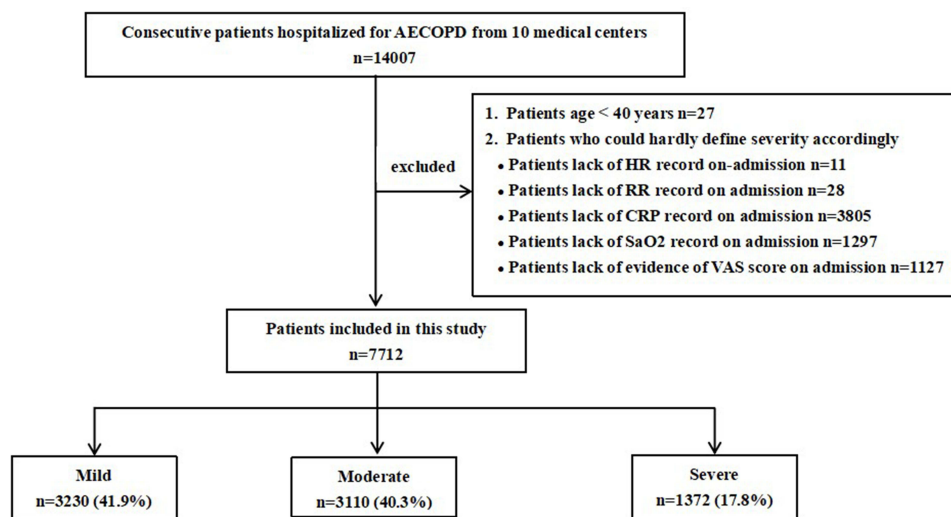 Consecutive patients hospitalized for AECOPD from 10 medical centers
n=14007
1. Patients age < 40 years n=27
2. Patients who could hardly define severity accordingly
• Patients lack of HR record on-admission n=11
• Patients lack of RR record on admission n=28
• Patients lack of CRP record on admission n=3805
• Patients lack of SaO2 record on admission n=1297
• Patients lack of evidence of VAS score on admission n=1127
excluded
Patients included in this study
n=7712
Mild
n=3230 (41.9%)
Moderate
n=3110 (40.3%)
Severe
n=1372 (17.8%)